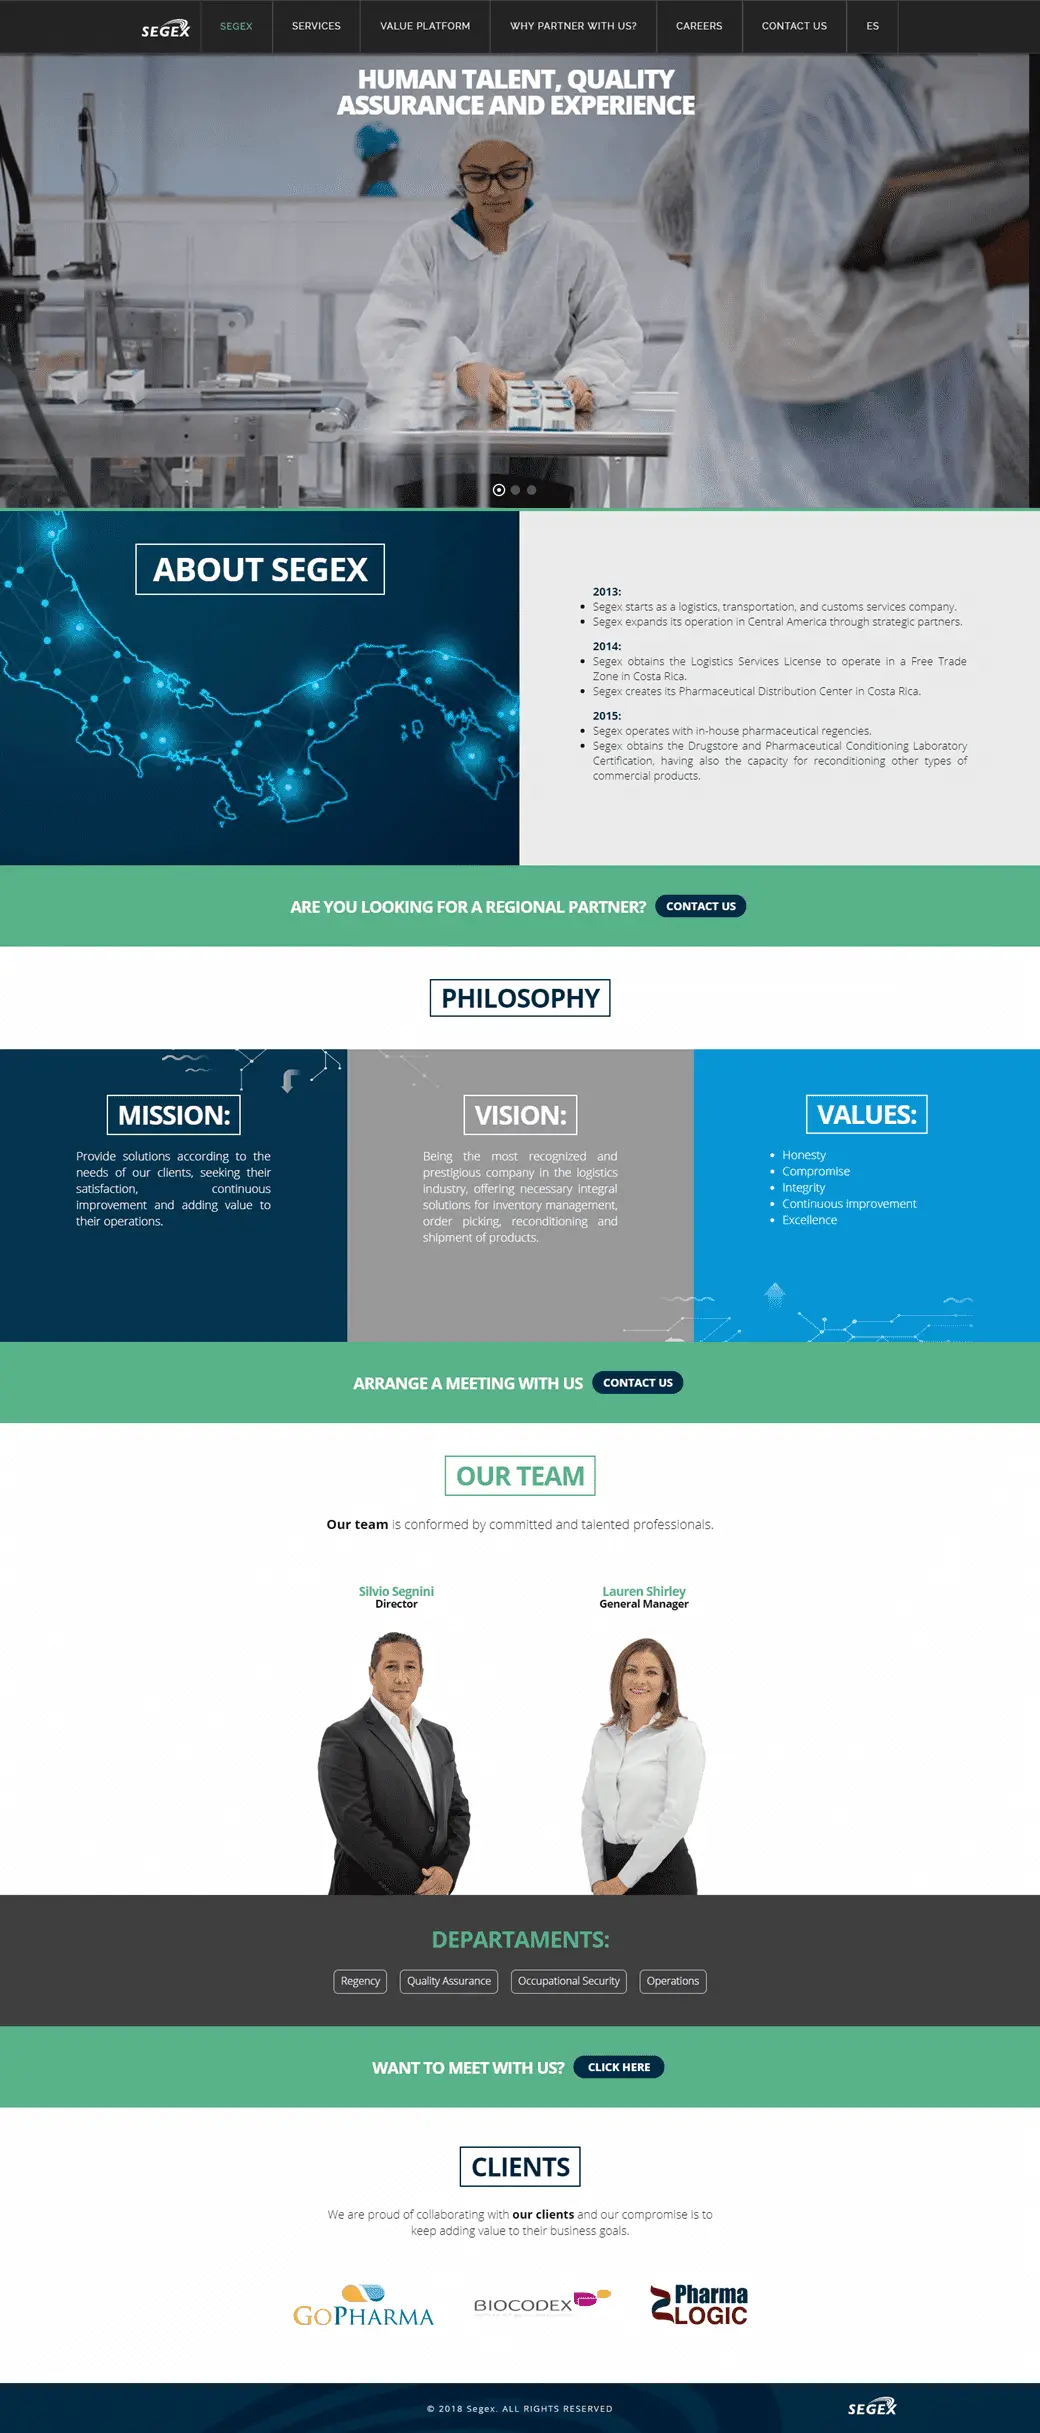 SEGEX
SEGEX
SERVICES
VALUE PLATFORM
WHY PARTNER WITH US?
CAREERS
CONTACT US
ES
HUMAN TALENT, QUALITY
ASSURANCE AND EXPERIENCE
ABOUT SEGEX
2013:
Segex starts as a logistics, transportation, and customs services company.
Segex expands its operation in Central America through strategic partners.
2014:
Segex obtains the Logistics Services License to operate in a Free Trade
Zone in Costa Rica.
Segex creates its Pharmaceutical Distribution Center in Costa Rica.
2015:
Segex operates with in-house pharmaceutical regencies.
Segex obtains the Drugstore and Pharmaceutical Conditioning Laboratory
Certification, having also the capacity for reconditioning other types of
commercial products.
ARE YOU LOOKING FOR A REGIONAL PARTNER? CONTACT US
PHILOSOPHY
MISSION:
Provide solutions according to the
needs of our clients, seeking their
satisfaction, continuous
improvement and adding value to
their operations.
VISION:
Being the most recognized and
prestigious company in the logistics
industry, offering necessary integral
solutions for inventory management,
order picking, reconditioning and
shipment of products.
VALUES:
Honesty
Compromise
Integrity
Continuous improvement
Excellence
ARRANGE A MEETING WITH US CONTACT US
OUR TEAM
Our team is conformed by committed and talented professionals.
Silvio Segnini
Director
Lauren Shirley
General Manager
DEPARTAMENTS:
Regency
Quality Assurance
Occupational Security
Operations
WANT TO MEET WITH US? CLICK HERE
CLIENTS
We are proud of collaborating with our clients and our compromise is to
keep adding value to their business goals.
GOPHARMA
BIOCODEX
Pharma
LOGIC
© 2018 Segex. ALL RIGHTS RESERVED
SEGEX